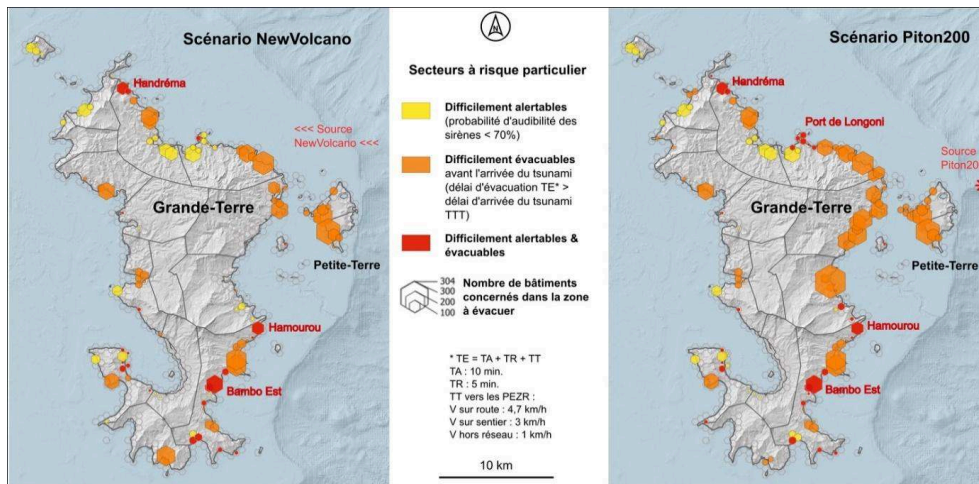 Scénario NewVolcano
Handréma
<<< Source
NewVolcano <<<
Grande-Terre
Petite-Terre
Hamourou
Bambo Est
N
Secteurs à risque particulier
Difficilement alertables
(probabilité d'audibilité des
sirènes < 70%)
Difficilement évacuables
avant l'arrivée du tsunami
(délai d'évacuation TE* >
délai d'arrivée du tsunami
TTT)
Difficilement alertables &
évacuables
304
300
200
100
Nombre de bâtiments
concernés dans la zone
à évacuer
* TE = TA + TR + TT
TA : 10 min.
TR : 5 min.
TT vers les PEZR :
V sur route : 4,7 km/h
V sur sentier : 3 km/h
V hors réseau : 1 km/h
10 km
Scénario Piton200
Handréma
Port de Longoni
Source
Piton20
Grande-Terre
Petite-Terre
Hamourou
Bambo Est